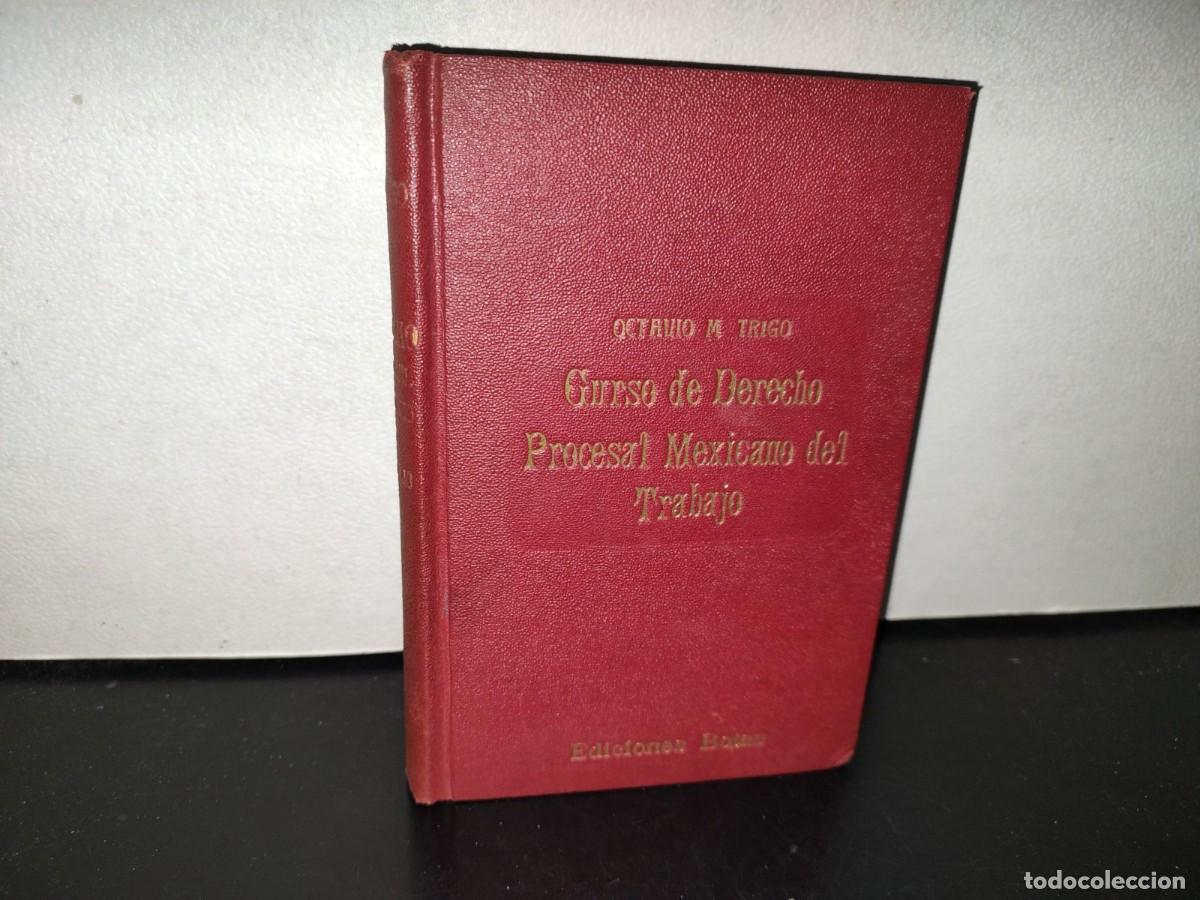 OCTAVIO M. TRIGO
Curso de Derecho
Procesal Mexicano del
Trabajo
Ediciones Botas
todocoleccion